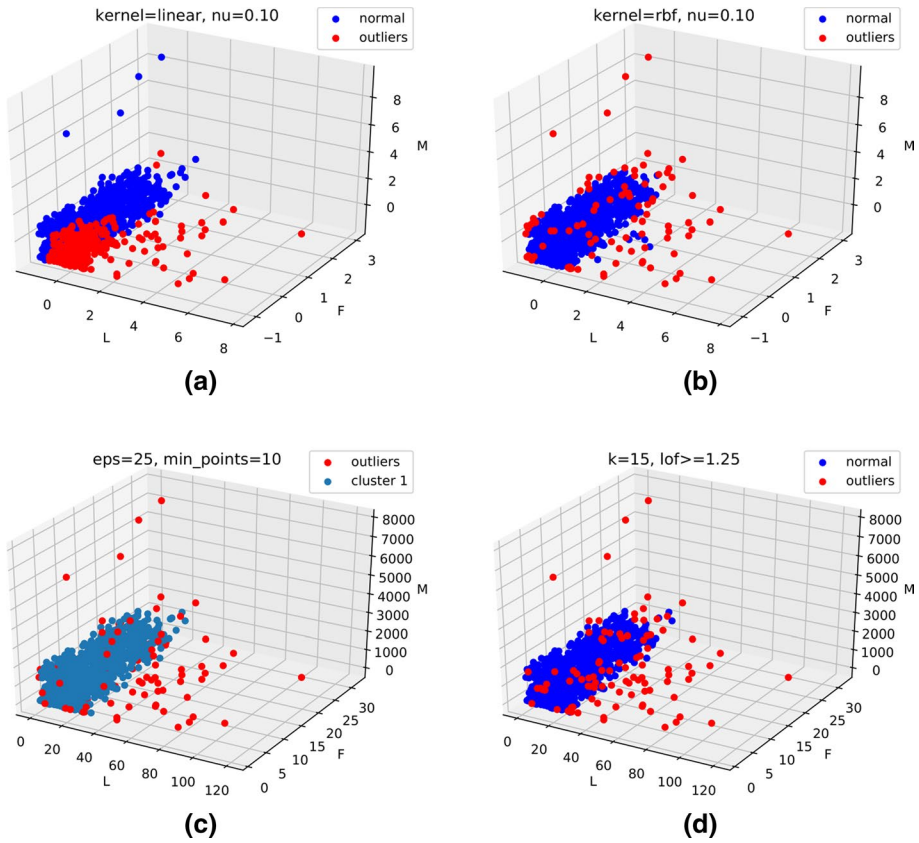 kernel=linear, nu=0.10
normal
outliers
8
6
4
2
0
M
0
2
4
6
8
L
−1
0
1
2
3
F
(a)
kernel=rbf, nu=0.10
normal
outliers
8
6
4
2
0
M
0
2
4
6
8
L
−1
0
1
2
3
F
(b)
eps=25, min_points=10
outliers
cluster 1
8000
7000
6000
5000
4000
3000
2000
1000
0
M
0
20
40
60
80
100
120
L
0
5
10
15
20
25
30
F
(c)
k=15, lof>=1.25
normal
outliers
8000
7000
6000
5000
4000
3000
2000
1000
0
M
0
20
40
60
80
100
120
L
0
5
10
15
20
25
30
F
(d)